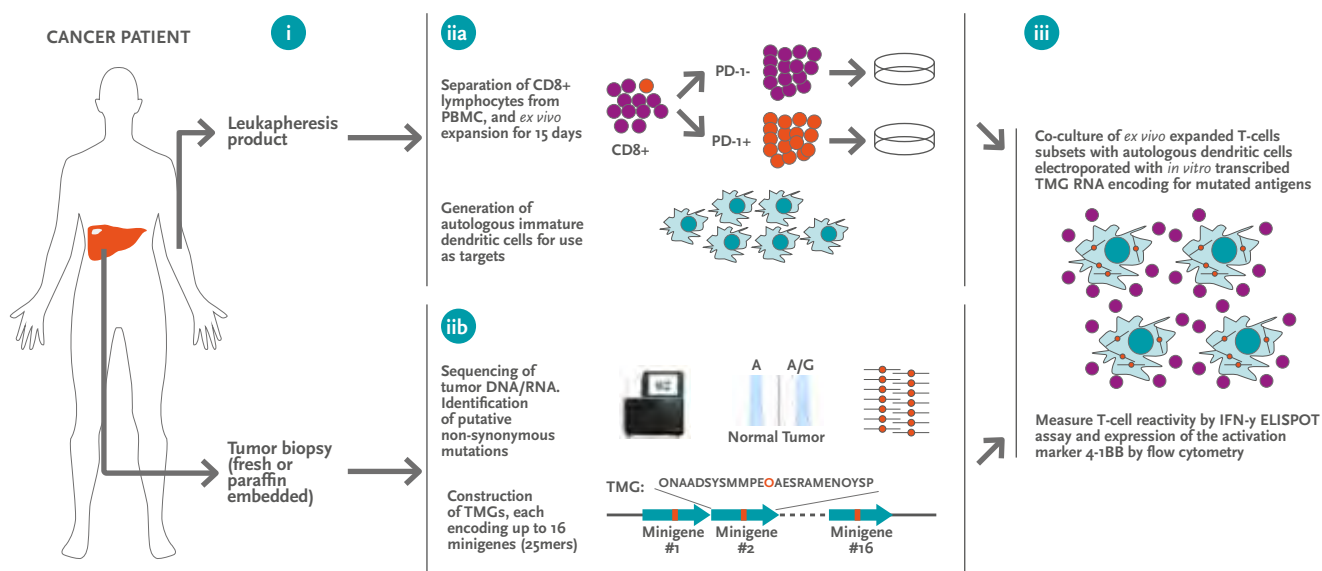 CANCER PATIENT
i
Leukapheresis
product
Tumor biopsy
(fresh or
paraffin
embedded)
iia
Separation of CD8+
lymphocytes from
PBMC, and ex vivo
expansion for 15 days
CD8+
PD-1-
PD-1+
Generation of
autologous immature
dendritic cells for use
as targets
iib
Sequencing of
tumor DNA/RNA.
Identification
of putative
non-synonymous
mutations
A A/G
Normal Tumor
Construction
of TMGs, each
encoding up to 16
minigenes (25mers)
TMG:
ONAADSYSMMPEOAESRAMENOYSP
Minigene
#1
Minigene
#2
Minigene
#16
iii
Co-culture of ex vivo expanded T-cells
subsets with autologous dendritic cells
electroporated with in vitro transcribed
TMG RNA encoding for mutated antigens
Measure T-cell reactivity by IFN-y ELISPOT
assay and expression of the activation
marker 4-1BB by flow cytometry